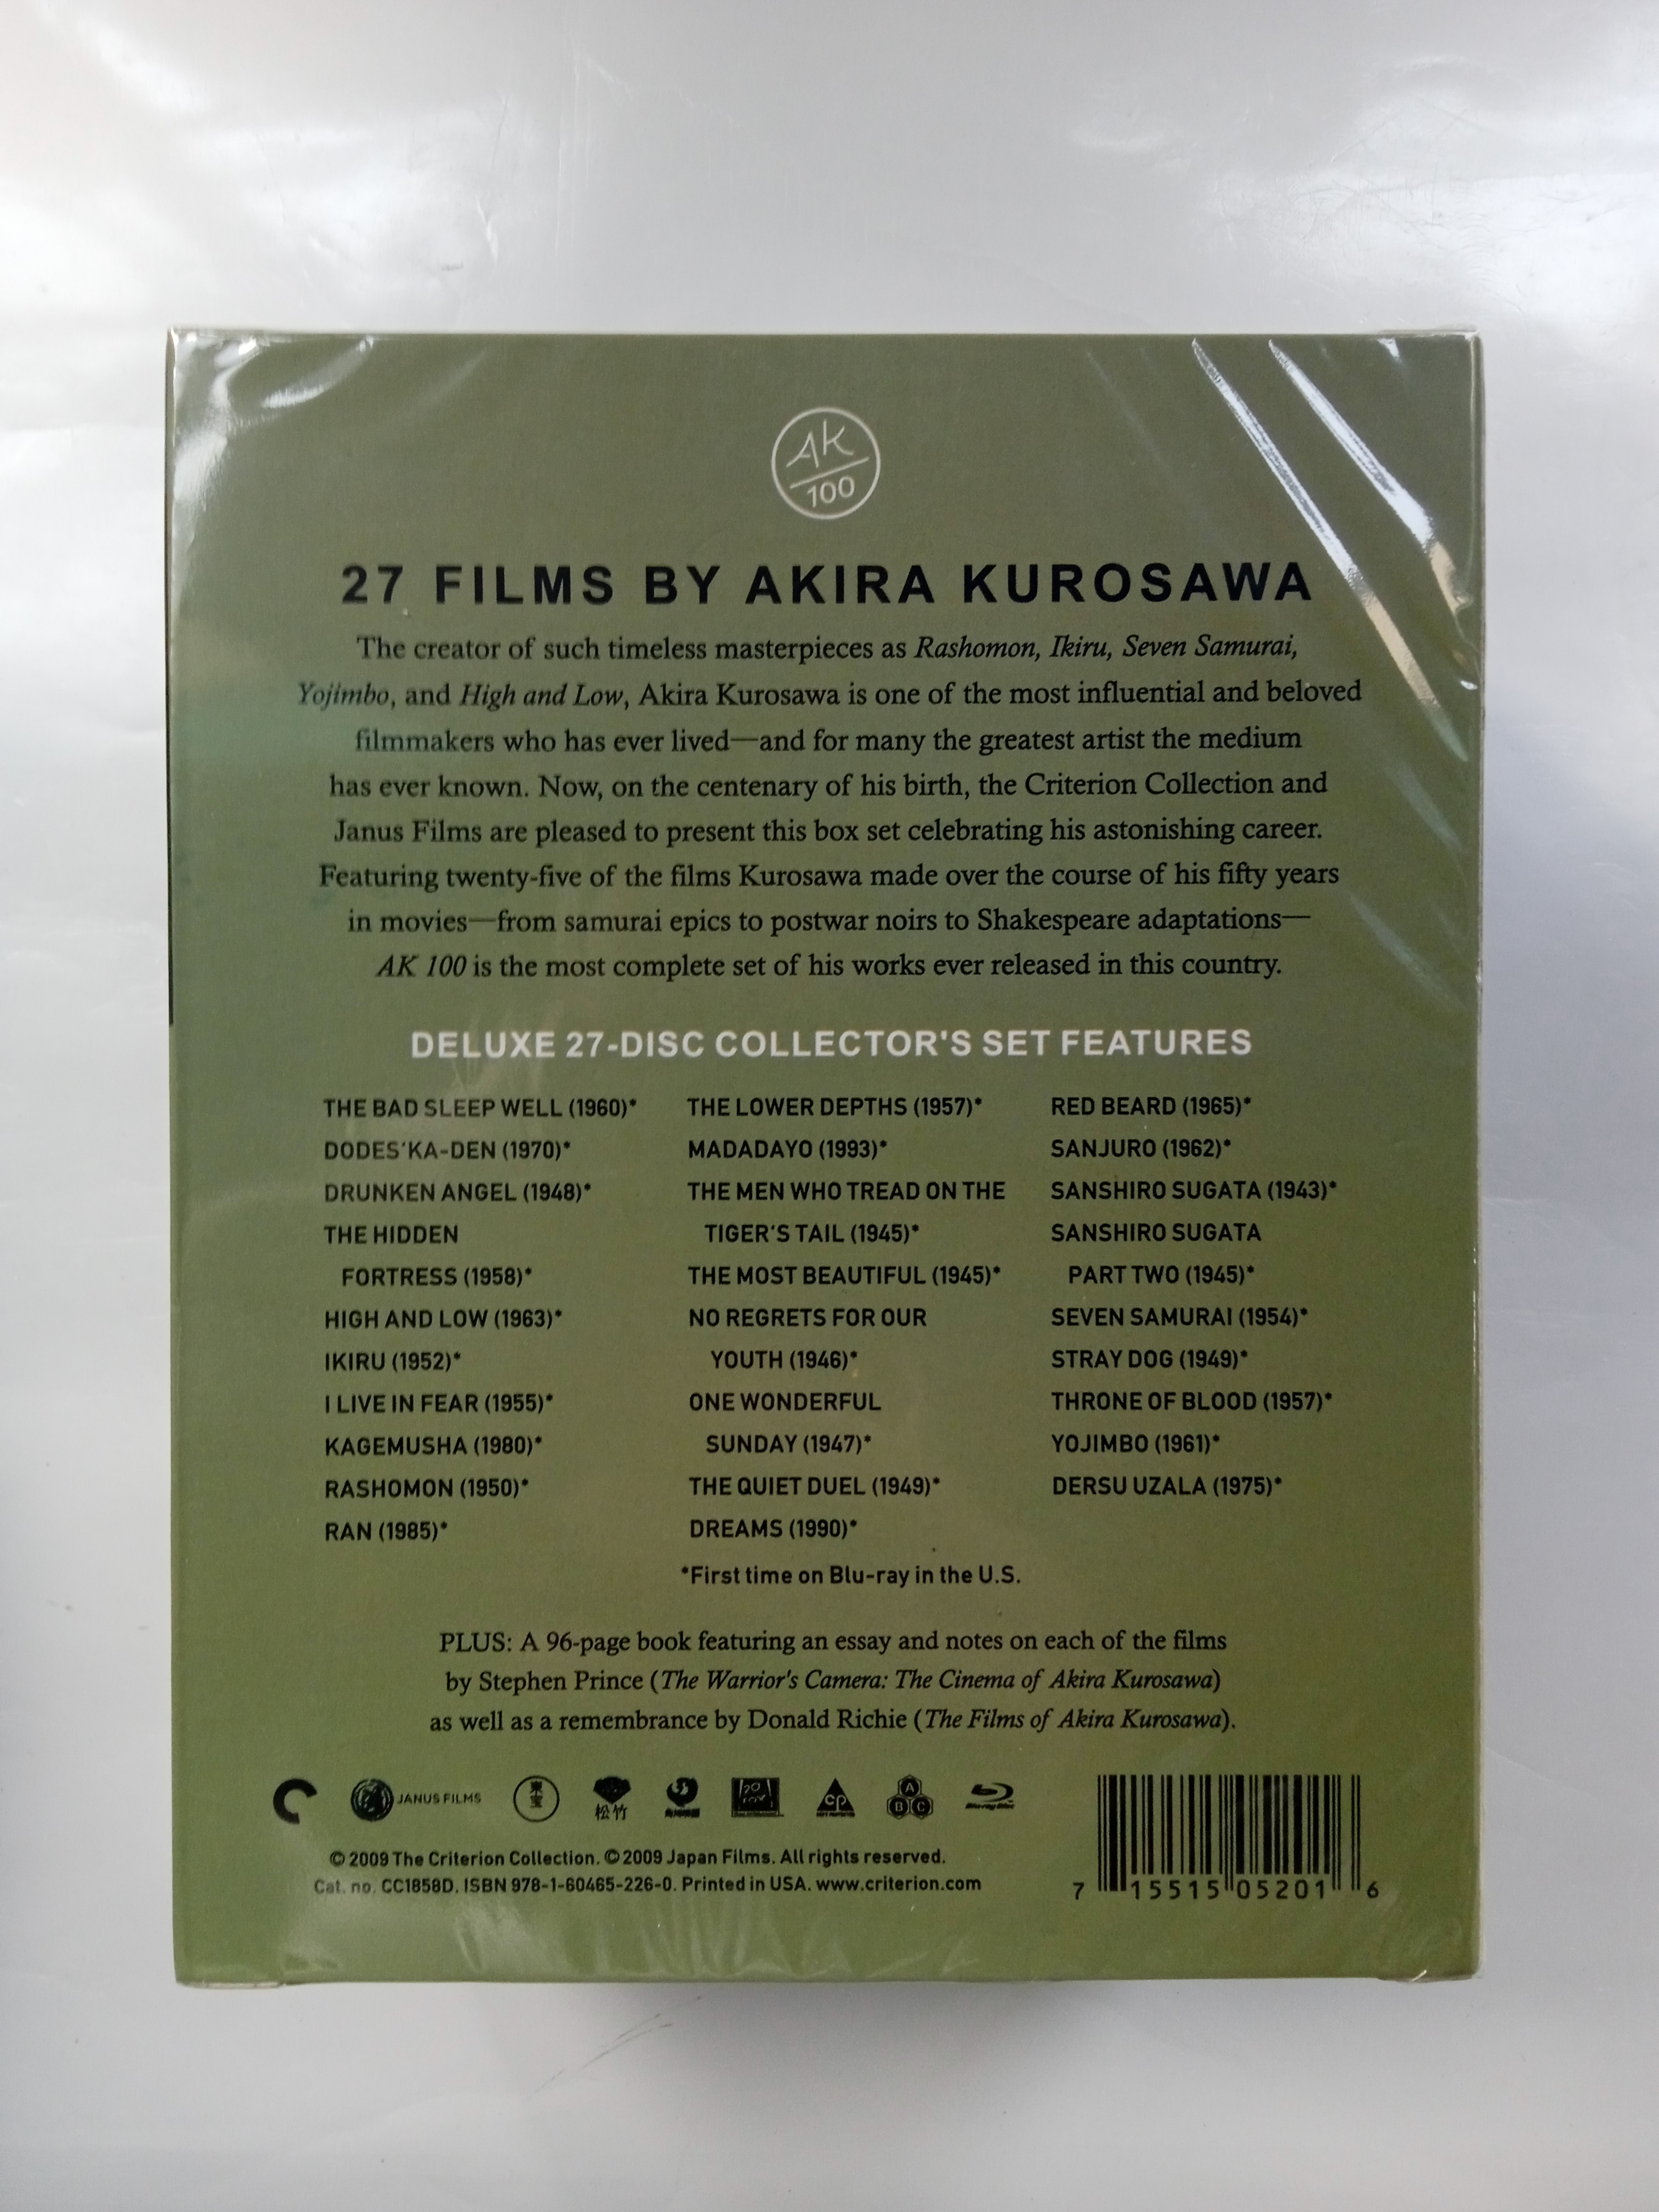 AK
100
27 FILMS BY AKIRA KUROSAWA
The creator of such timeless masterpieces as Rashomon, Ikiru, Seven Samurai,
Yojimbo, and High and Low, Akira Kurosawa is one of the most influential and beloved
filmmakers who has ever lived—and for many the greatest artist the medium
has ever known. Now, on the centenary of his birth, the Criterion Collection and
Janus Films are pleased to present this box set celebrating his astonishing career.
Featuring twenty-five of the films Kurosawa made over the course of his fifty years
in movies—from samurai epics to postwar noirs to Shakespeare adaptations—
AK 100 is the most complete set of his works ever released in this country.
DELUXE 27-DISC COLLECTOR'S SET FEATURES
THE BAD SLEEP WELL (1960)*
DODES'KA-DEN (1970)*
DRUNKEN ANGEL (1948)*
THE HIDDEN
FORTRESS (1958)*
HIGH AND LOW (1963)*
IKIRU (1952)*
I LIVE IN FEAR (1955)*
KAGEMUSHA (1980)*
RASHOMON (1950)*
RAN (1985)*
THE LOWER DEPTHS (1957)*
MADADAYO (1993)*
THE MEN WHO TREAD ON THE
TIGER'S TAIL (1945)*
THE MOST BEAUTIFUL (1945)*
NO REGRETS FOR OUR
YOUTH (1946)*
ONE WONDERFUL
SUNDAY (1947)*
THE QUIET DUEL (1949)*
DREAMS (1990)*
RED BEARD (1965)*
SANJURO (1962)*
SANSHIRO SUGATA (1943)*
SANSHIRO SUGATA
PART TWO (1945)*
SEVEN SAMURAI (1954)*
STRAY DOG (1949)*
THRONE OF BLOOD (1957)*
YOJIMBO (1961)*
DERSU UZALA (1975)*
*First time on Blu-ray in the U.S.
PLUS: A 96-page book featuring an essay and notes on each of the films
by Stephen Prince (The Warrior's Camera: The Cinema of Akira Kurosawa)
as well as a remembrance by Donald Richie (The Films of Akira Kurosawa).
JANUS FILMS
東宝
松竹
20
cp
A B C
Blu-ray Disc
© 2009 The Criterion Collection. © 2009 Japan Films. All rights reserved.
Cat. no. CC1858D. ISBN 978-1-60465-226-0. Printed in USA. www.criterion.com
7 15515 05201 6